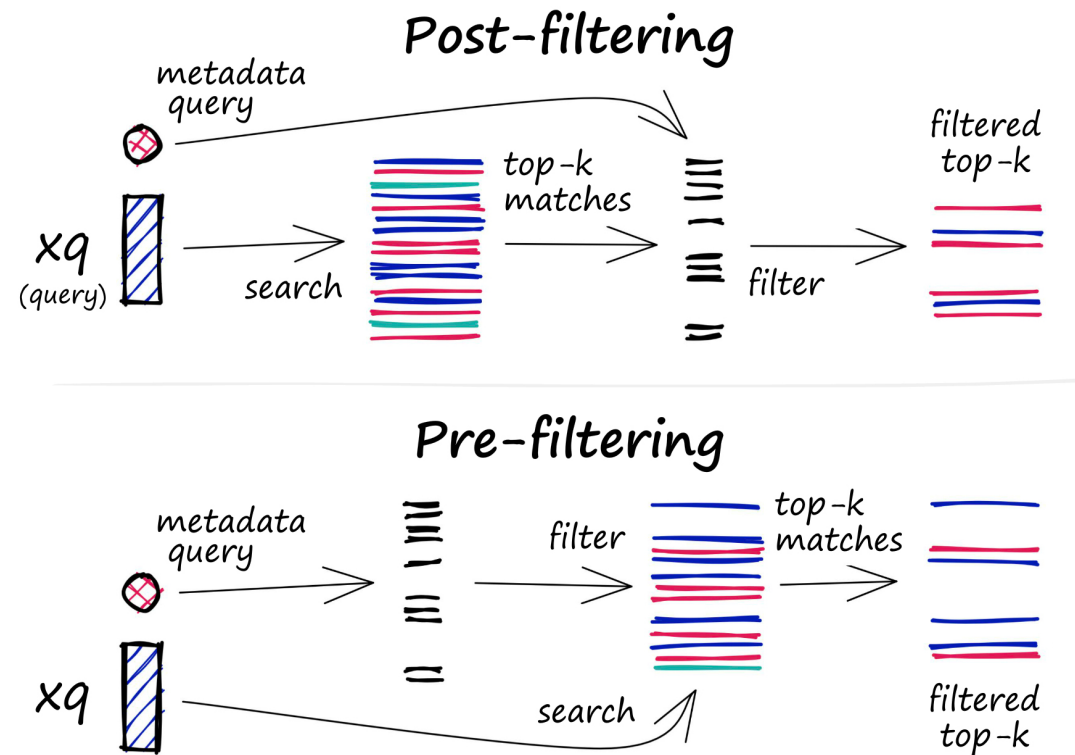 Post-filtering
metadata
query
filtered
top-k
top-k
matches
xq
(query)
search
filter
Pre-filtering
metadata
query
filter
top-k
matches
xq
search
filtered
top-k